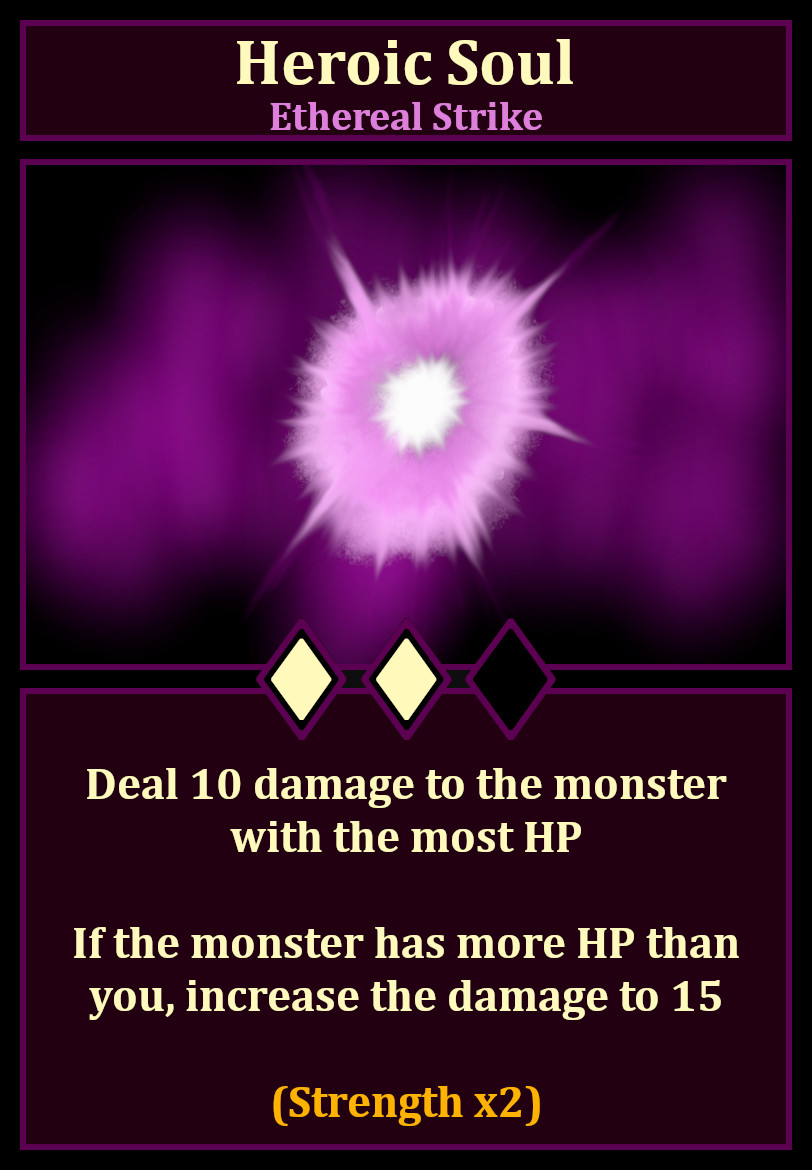 Heroic Soul
Ethereal Strike
Deal 10 damage to the monster
with the most HP
If the monster has more HP than
you, increase the damage to 15
(Strength x2)